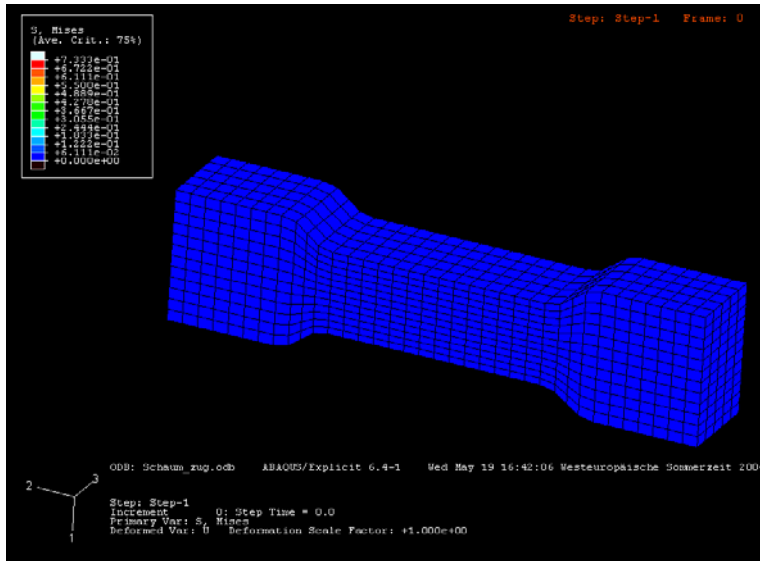 Step: Step-1 Frame: 0
S, Mises
(Ave. Crit.: 75%)
+7.333e-01
+6.722e-01
+6.111e-01
+5.500e-01
+4.889e-01
+4.278e-01
+3.667e-01
+3.055e-01
+2.444e-01
+1.833e-01
+1.222e-01
+6.111e-02
+0.000e+00
ODB: Schaum_zug.odb ABAQUS/Explicit 6.4-1 Wed May 19 16:42:06 Westeuropäische Sommerzeit 200
2
3
1
Step: Step-1
Increment 0: Step Time = 0.0
Primary Var: S, Mises
Deformed Var: U Deformation Scale Factor: +1.000e+00